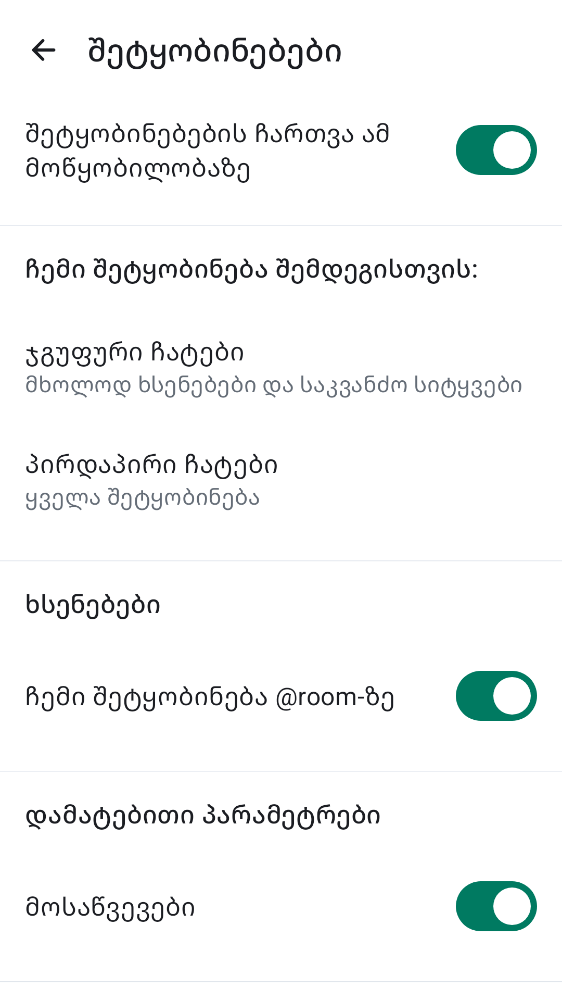 შეტყობინებები
შეტყობინებების ჩართვა ამ
მოწყობილობაზე
ჩემი შეტყობინება შემდეგისთვის:
ჯგუფური ჩატები
მხოლოდ ხსენებები და საკვანძო სიტყვები
პირდაპირი ჩატები
ყველა შეტყობინება
ხსენებები
ჩემი შეტყობინება @room-ზე
დამატებითი პარამეტრები
მოსაწვევები